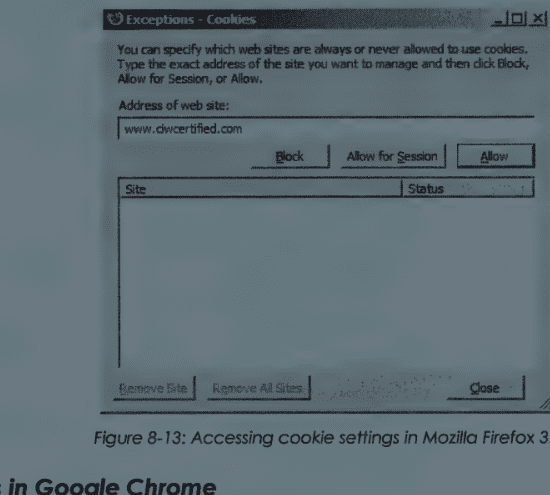 Exceptions - Cookies
You can specify which web sites are always or never allowed to use cookies.
Type the exact address of the site you want to manage and then click Block,
Allow for Session, or Allow.
Address of web site:
www.ciwcertified.com
Block Allow for Session Allow
Site Status
Remove Site Remove All Sites Close
Figure 8-13: Accessing cookie settings in Mozilla Firefox 3
in Google Chrome